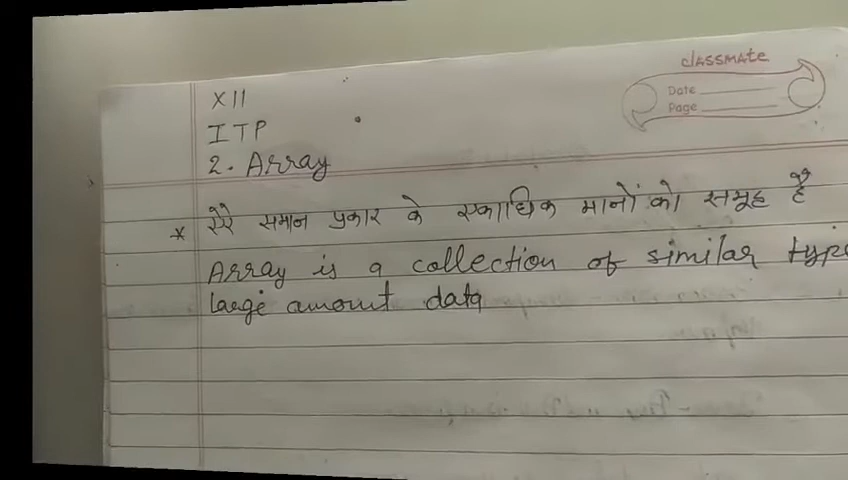 classmate
Date
Page
XII
ITP
2. Array
* ऐरे समान प्रकार के एकाधिक मानों को समूह है
Array is a collection of similar type
large amount data